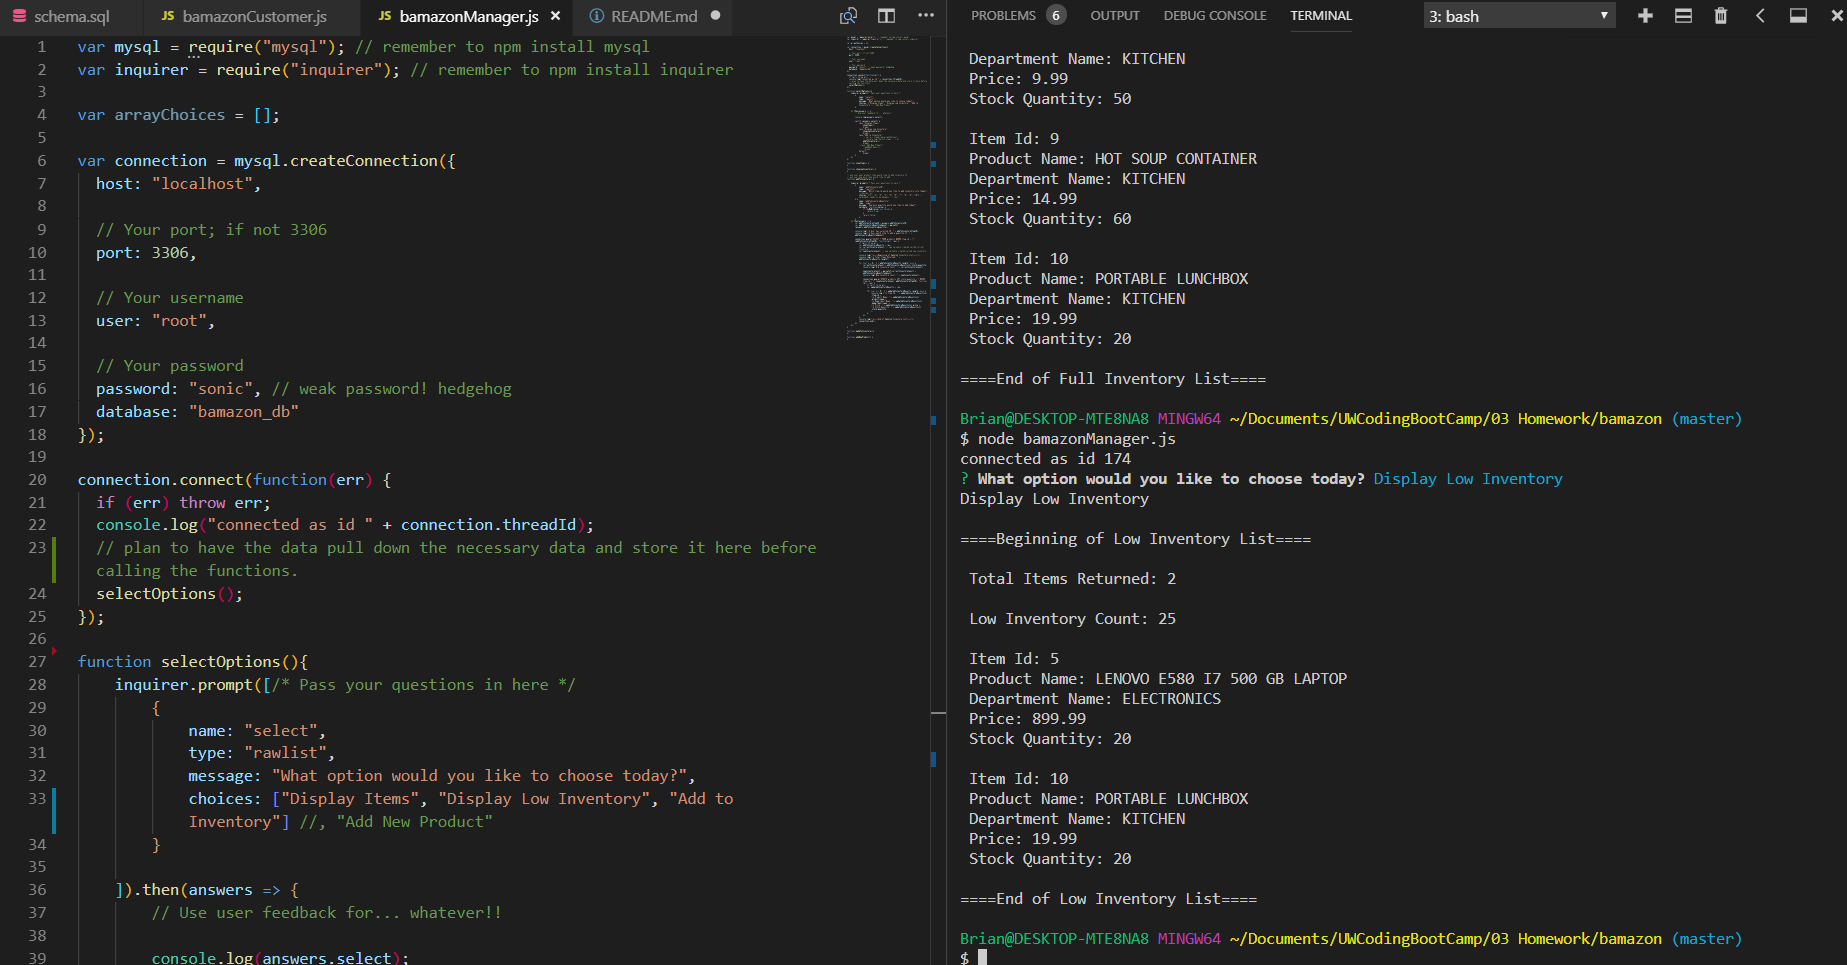 schema.sql
JS bamazonCustomer.js
JS bamazonManager.js
README.md
1 var mysql = require("mysql"); // remember to npm install mysql
2 var inquirer = require("inquirer"); // remember to npm install inquirer
3
4 var arrayChoices = [];
5
6 var connection = mysql.createConnection({
7 host: "localhost",
8
9 // Your port; if not 3306
10 port: 3306,
11
12 // Your username
13 user: "root",
14
15 // Your password
16 password: "sonic", // weak password! hedgehog
17 database: "bamazon_db"
18 });
19
20 connection.connect(function(err) {
21 if (err) throw err;
22 console.log("connected as id " + connection.threadId);
23 // plan to have the data pull down the necessary data and store it here before
calling the functions.
24 selectOptions();
25 });
26
27 function selectOptions(){
28 inquirer.prompt([/* Pass your questions in here */
29 {
30 name: "select",
31 type: "rawlist",
32 message: "What option would you like to choose today?",
33 choices: ["Display Items", "Display Low Inventory", "Add to
Inventory"] //, "Add New Product"
34 }
35
36 ]).then(answers => {
37 // Use user feedback for... whatever!!
38
39 console.log(answers.select);
PROBLEMS 6 OUTPUT DEBUG CONSOLE TERMINAL 3: bash
Department Name: KITCHEN
Price: 9.99
Stock Quantity: 50
Item Id: 9
Product Name: HOT SOUP CONTAINER
Department Name: KITCHEN
Price: 14.99
Stock Quantity: 60
Item Id: 10
Product Name: PORTABLE LUNCHBOX
Department Name: KITCHEN
Price: 19.99
Stock Quantity: 20
====End of Full Inventory List====
Brian@DESKTOP-MTE8NA8 MINGW64 ~/Documents/UWCodingBootCamp/03 Homework/bamazon (master)
$ node bamazonManager.js
connected as id 174
? What option would you like to choose today? Display Low Inventory
Display Low Inventory
====Beginning of Low Inventory List====
Total Items Returned: 2
Low Inventory Count: 25
Item Id: 5
Product Name: LENOVO E580 I7 500 GB LAPTOP
Department Name: ELECTRONICS
Price: 899.99
Stock Quantity: 20
Item Id: 10
Product Name: PORTABLE LUNCHBOX
Department Name: KITCHEN
Price: 19.99
Stock Quantity: 20
====End of Low Inventory List====
Brian@DESKTOP-MTE8NA8 MINGW64 ~/Documents/UWCodingBootCamp/03 Homework/bamazon (master)
$